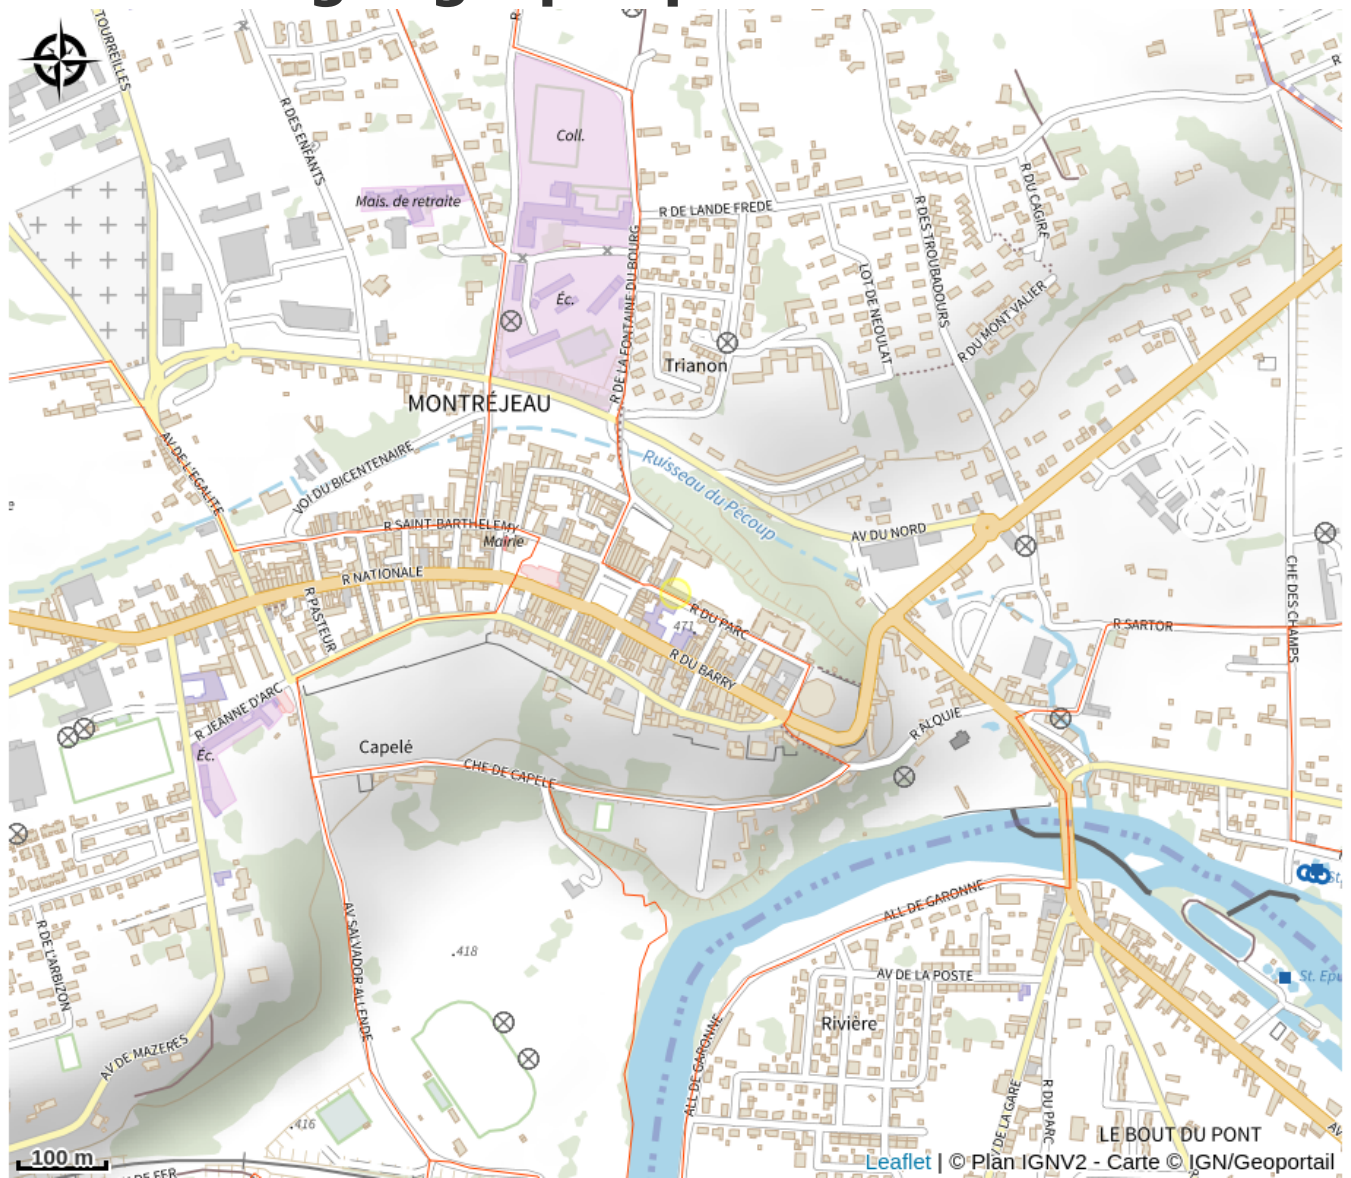 TOURREILLES
R DES ENFANTS
Coll.
Mais. de retraite
R DE LANDE FREDE
R DU CAGIRE
R DES TROUBADOURS
R DE LA FONTAINE DU BOURG
Éc.
LOT DE NEOULAT
R DU MONT VALIER
Trianon
MONTRÉJEAU
AV DE L'EGALITE
VOI DU BICENTENAIRE
Ruisseau du Pécoup
R SAINT-BARTHELEMY
Mairie
AV DU NORD
R NATIONALE
R PASTEUR
CHE DES CHAMPS
R DU PARC
471
R SARTOR
R DU BARRY
R JEANNE D'ARC
R ALQUIE
Éc.
Capelé
CHE DE CAPELE
ALL DE GARONNE
R DE L'ARBIZON
AV SALVADOR ALLENDE
.418
AV DE LA POSTE
Rivière
AV DE MAZERES
ALL DE GARONNE
.416
R DU PARC
LE BOUT DU PONT
100 m
Leaflet | © Plan IGNV2 - Carte © IGN/Geoportail